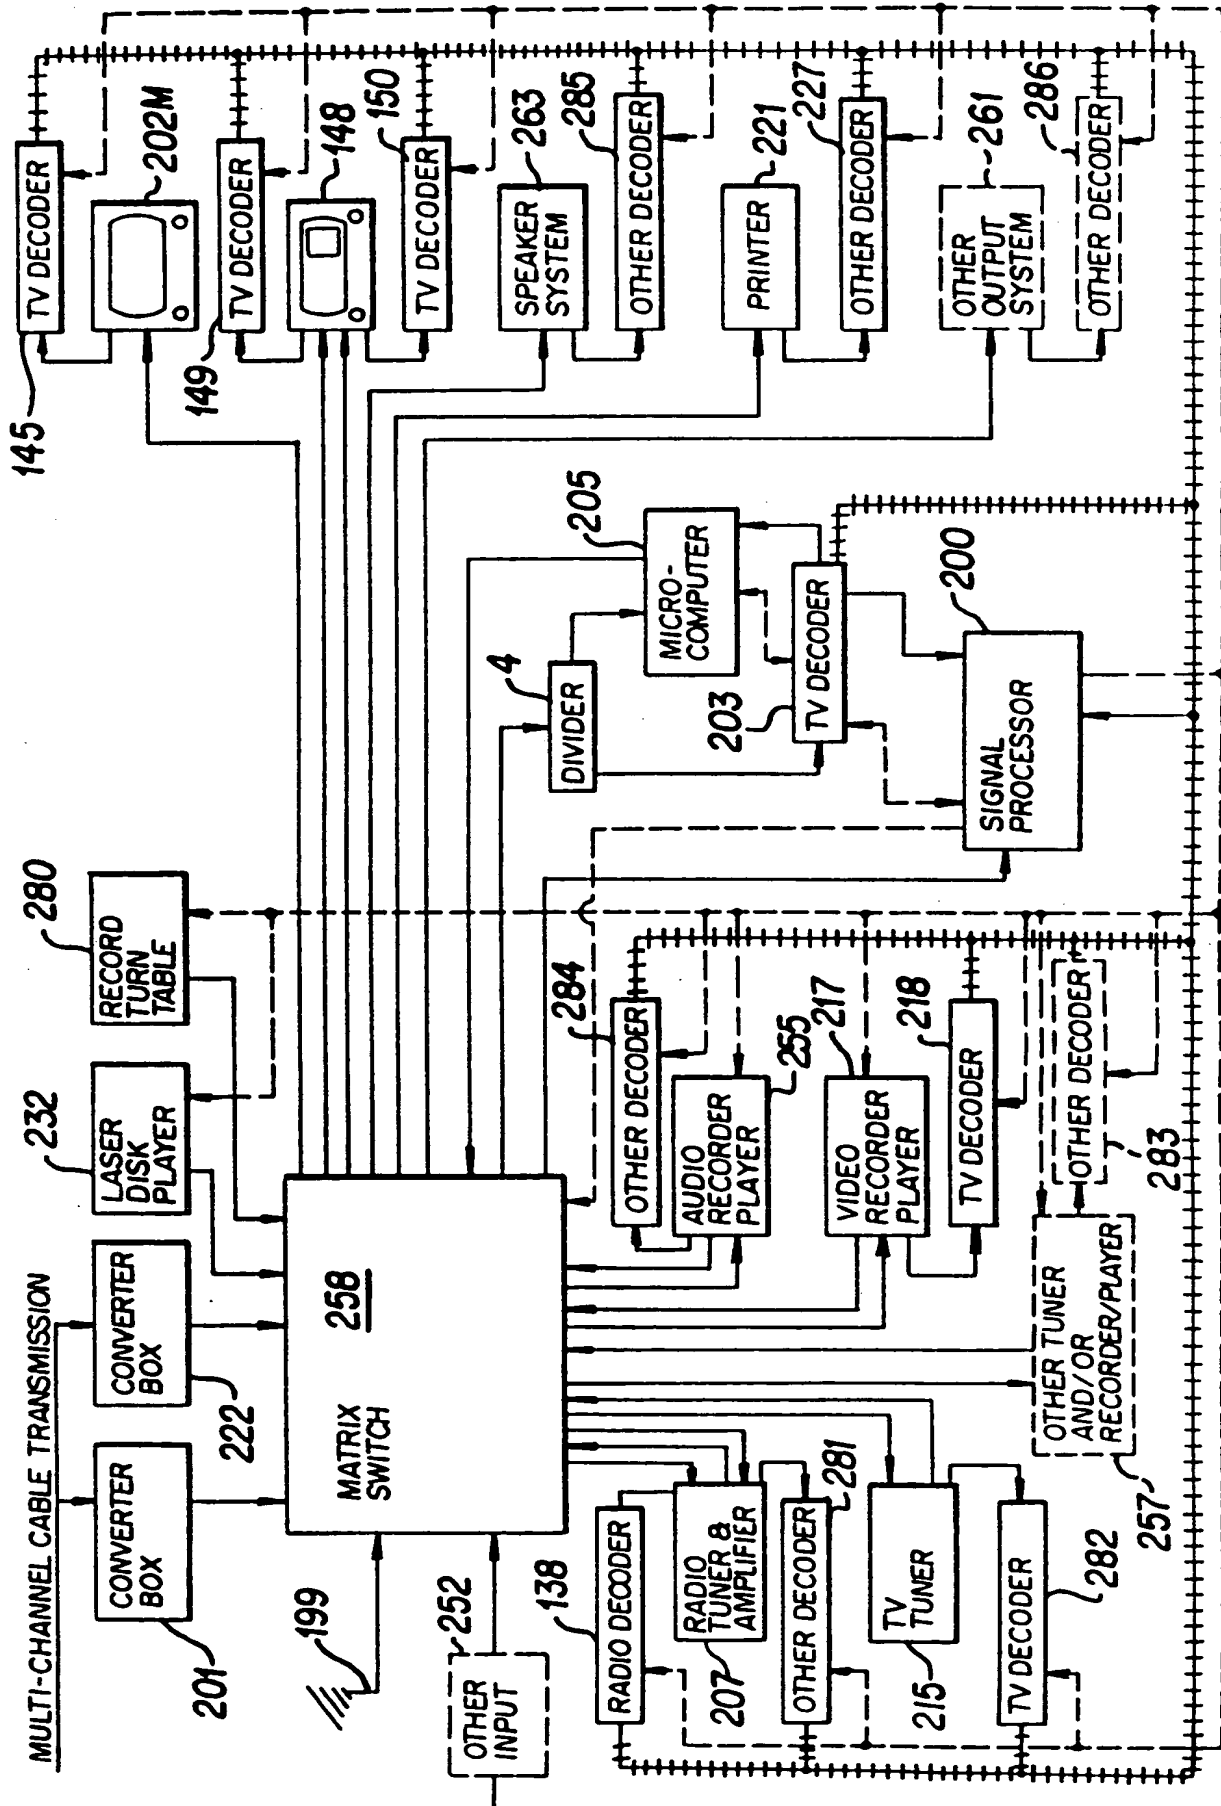 MULTI-CHANNEL CABLE TRANSMISSION
201
CONVERTER
BOX
222
CONVERTER
BOX
232
LASER
DISK
PLAYER
280
RECORD
TURN
TABLE
199
252
OTHER
INPUT
MATRIX
SWITCH
258
145
TV DECODER
202M
149
TV DECODER
148
150
TV DECODER
263
SPEAKER
SYSTEM
285
OTHER DECODER
221
PRINTER
227
OTHER DECODER
261
OTHER
OUTPUT
SYSTEM
286
OTHER DECODER
4
DIVIDER
205
MICRO-
COMPUTER
203
TV DECODER
200
SIGNAL
PROCESSOR
138
RADIO DECODER
207
RADIO
TUNER &
AMPLIFIER
281
OTHER DECODER
215
TV
TUNER
282
TV DECODER
284
OTHER DECODER
255
AUDIO
RECORDER
PLAYER
217
VIDEO
RECORDER
PLAYER
218
TV DECODER
257
OTHER TUNER
AND/OR
RECORDER/PLAYER
283
OTHER DECODER